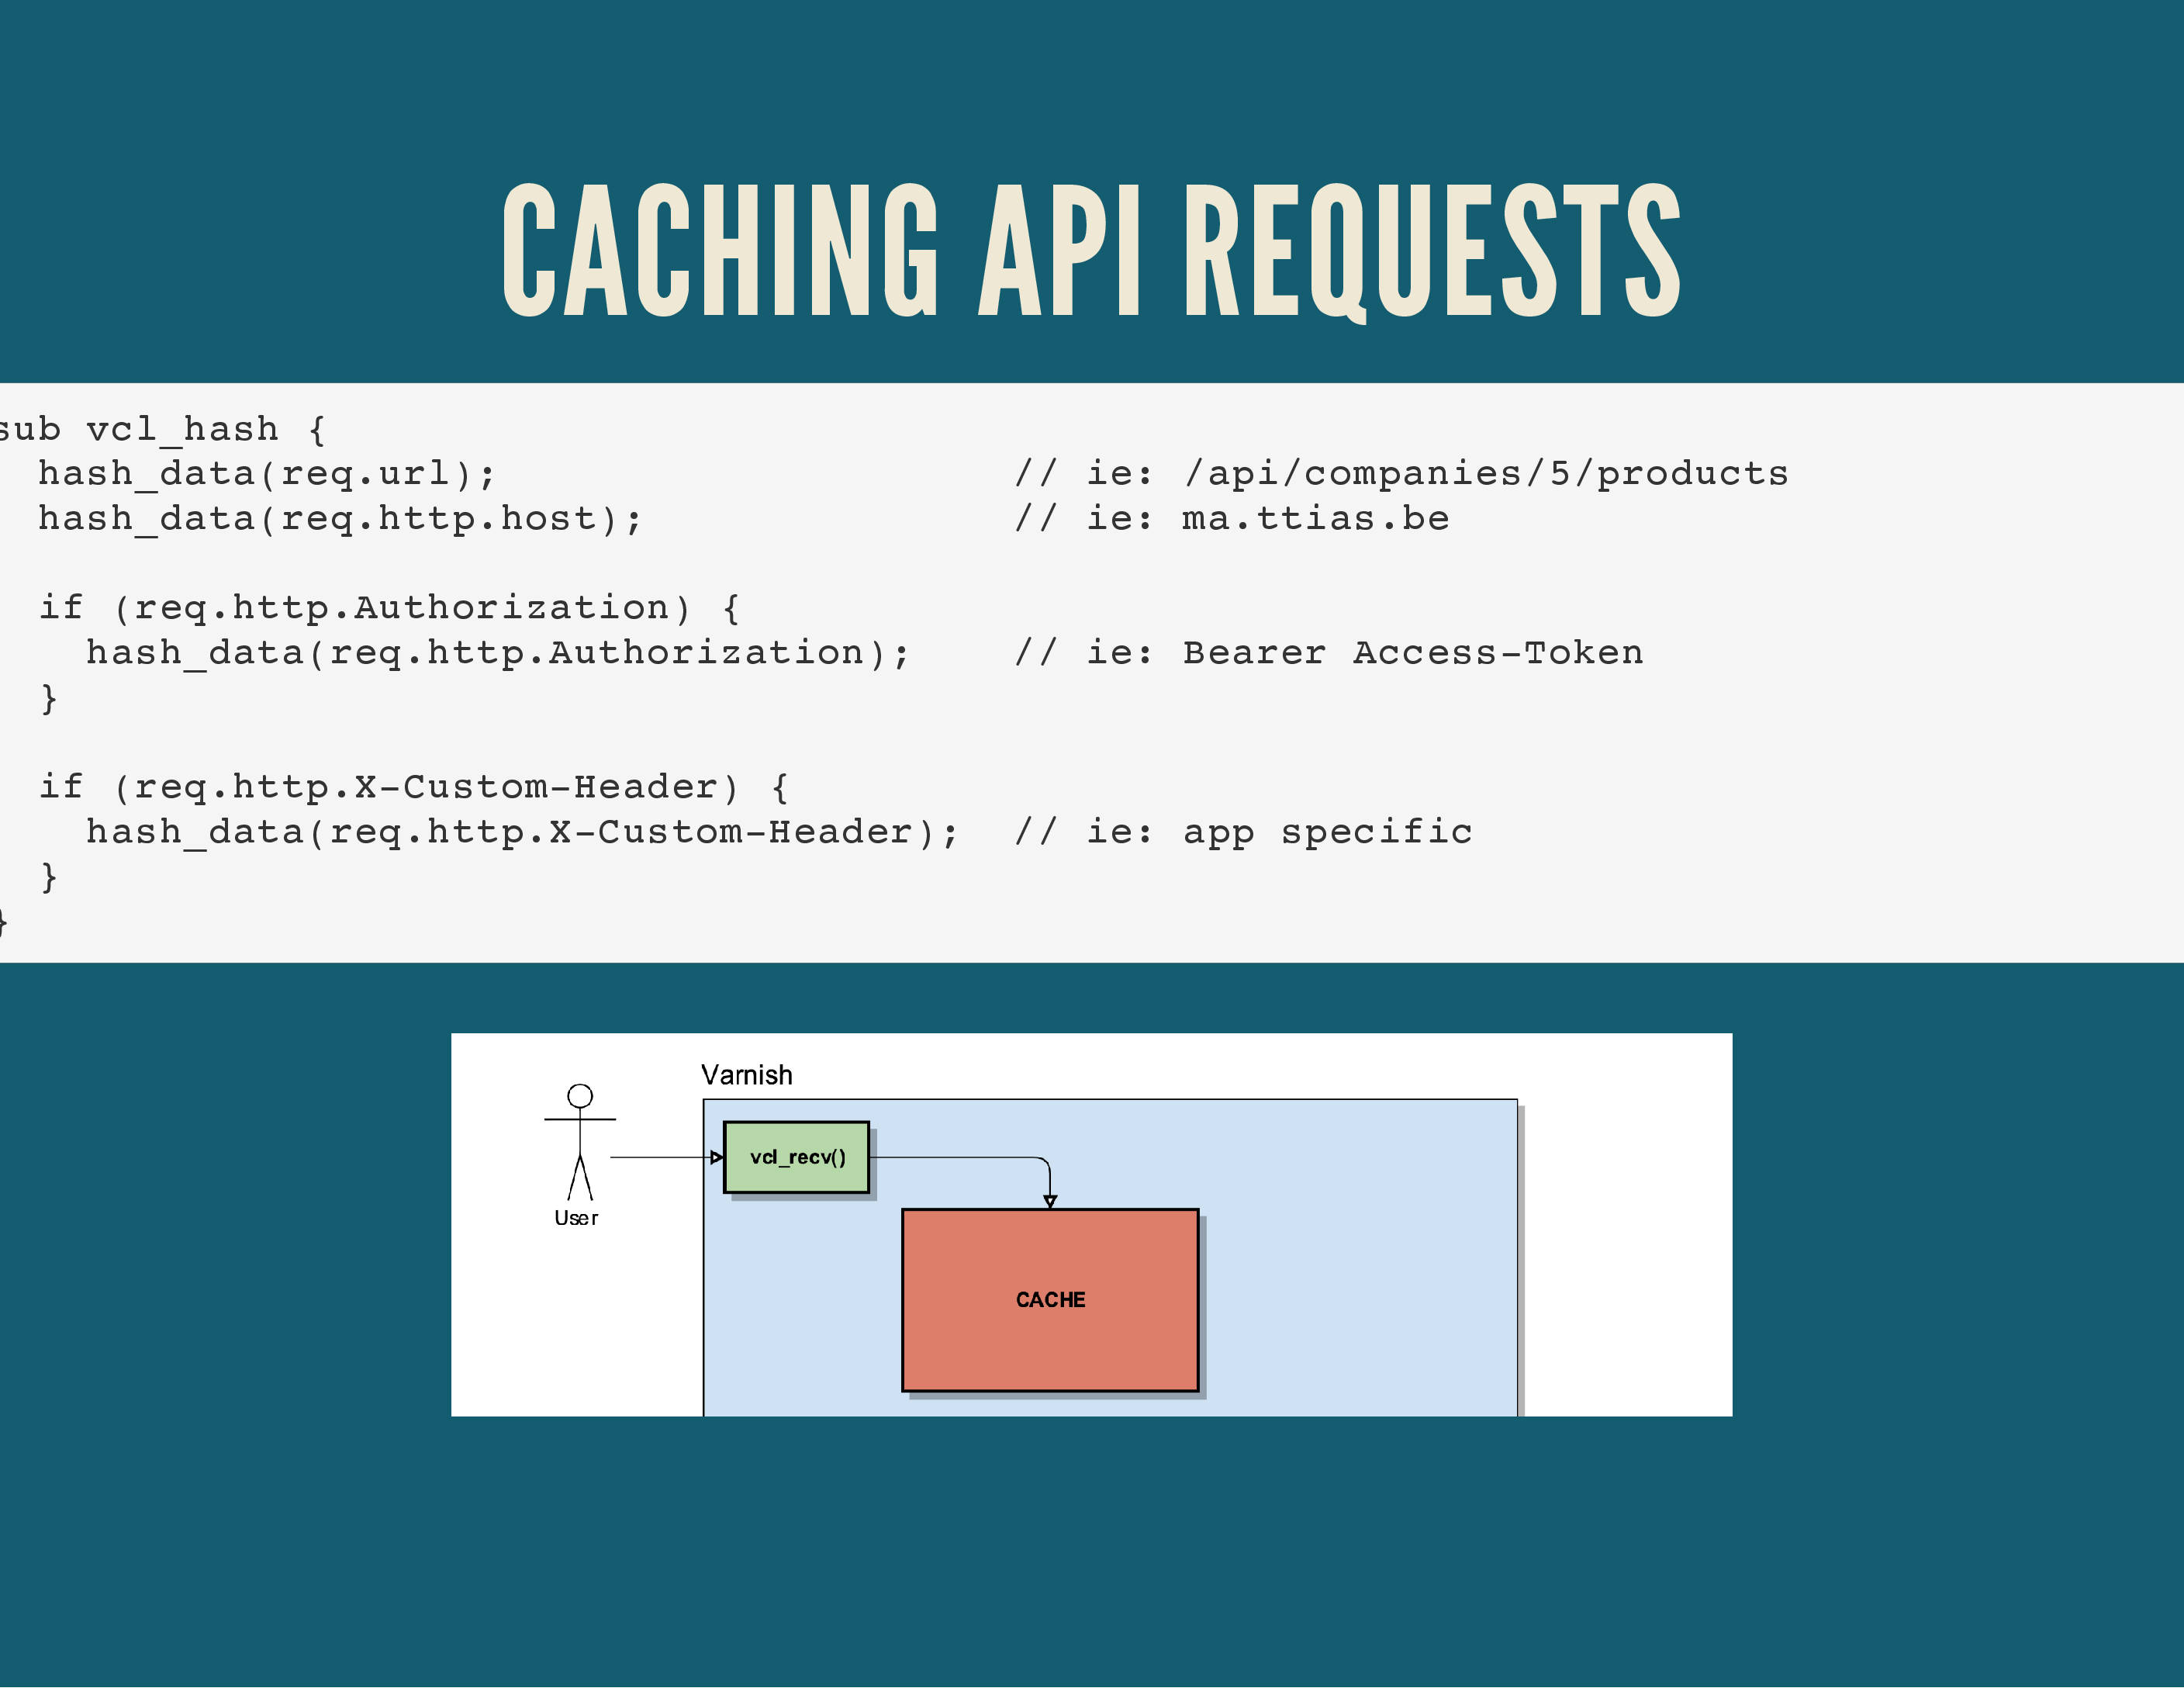 CACHING API REQUESTS
sub vcl_hash {
  hash_data(req.url);                     // ie: /api/companies/5/products
  hash_data(req.http.host);               // ie: ma.ttias.be

  if (req.http.Authorization) {
    hash_data(req.http.Authorization);    // ie: Bearer Access-Token
  }

  if (req.http.X-Custom-Header) {
    hash_data(req.http.X-Custom-Header);  // ie: app specific
  }
}
Varnish
vcl_recv()
User
CACHE